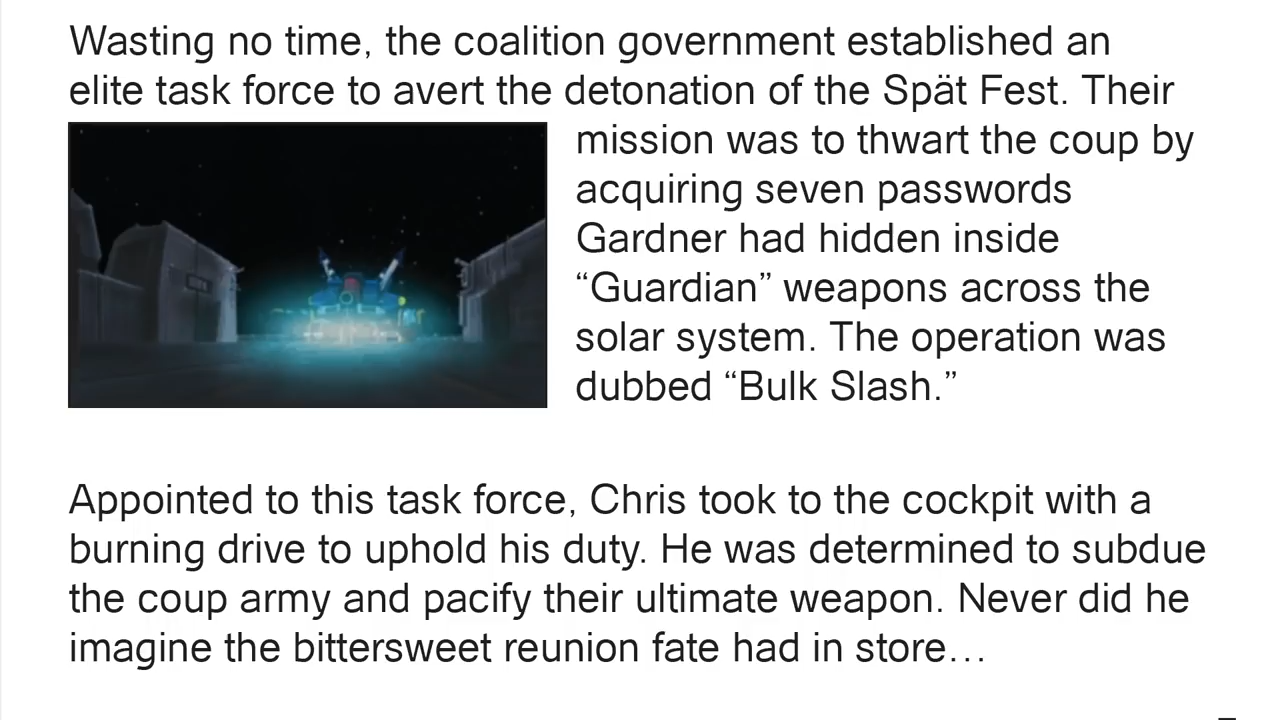 Wasting no time, the coalition government established an
elite task force to avert the detonation of the Spät Fest. Their
mission was to thwart the coup by
acquiring seven passwords
Gardner had hidden inside
“Guardian” weapons across the
solar system. The operation was
dubbed “Bulk Slash.”
Appointed to this task force, Chris took to the cockpit with a
burning drive to uphold his duty. He was determined to subdue
the coup army and pacify their ultimate weapon. Never did he
imagine the bittersweet reunion fate had in store…